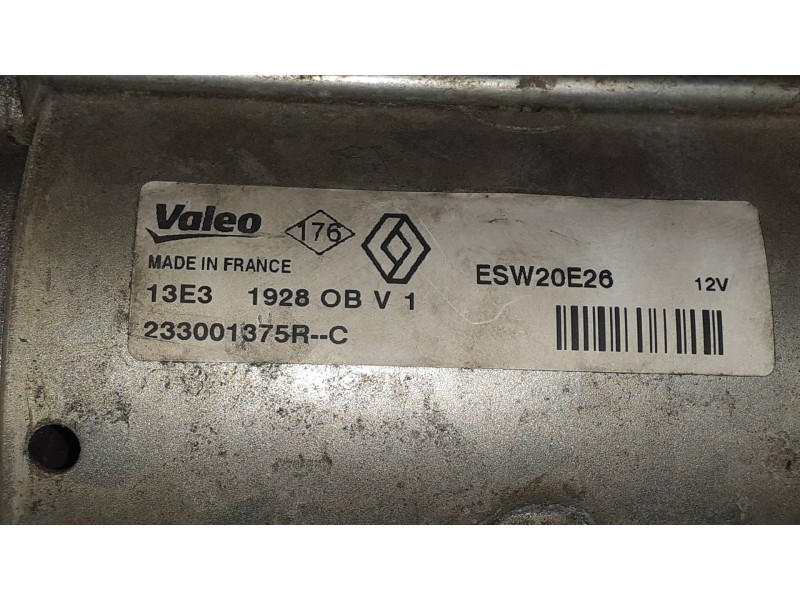 Valeo 176 ESW20E26 12V
MADE IN FRANCE
13E3 1928 OB V 1
233001375R--C